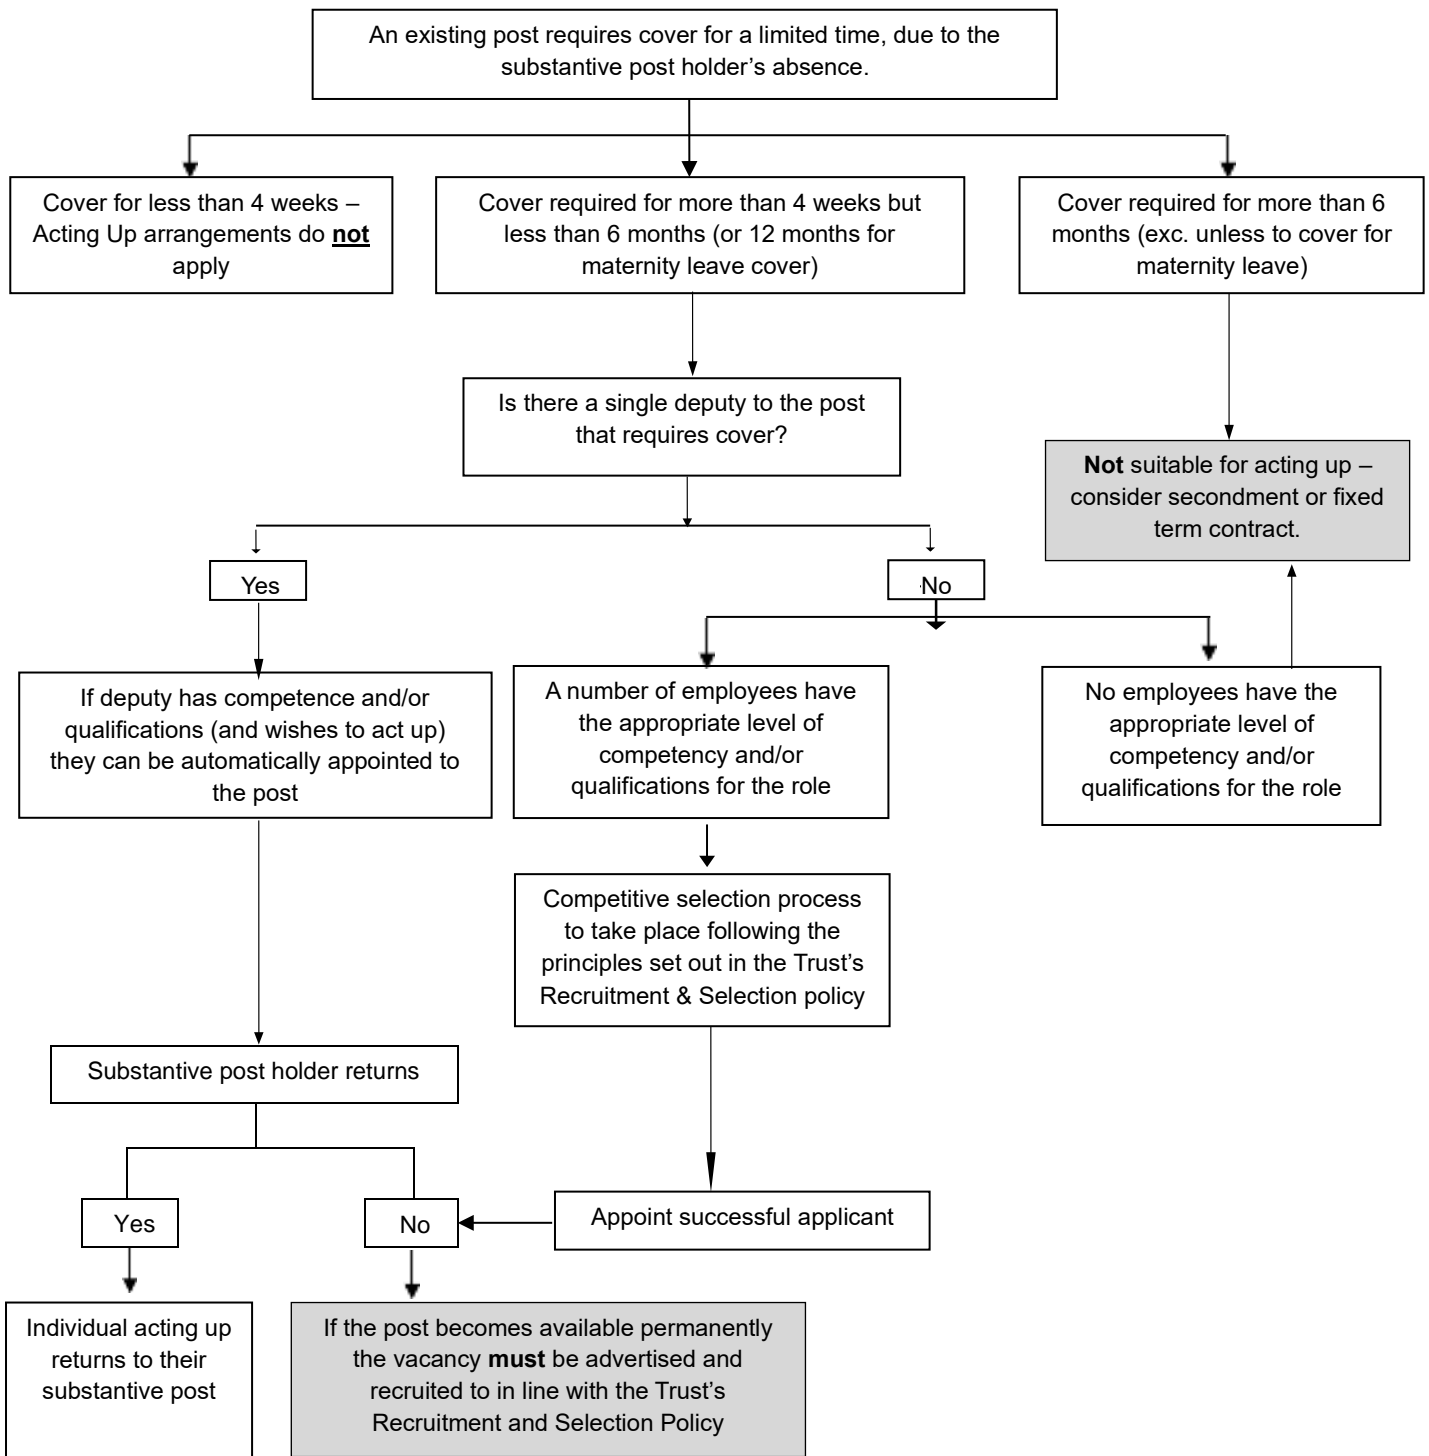 An existing post requires cover for a limited time, due to the
substantive post holder’s absence.
Cover for less than 4 weeks –
Acting Up arrangements do not
apply
Cover required for more than 4 weeks but
less than 6 months (or 12 months for
maternity leave cover)
Cover required for more than 6
months (exc. unless to cover for
maternity leave)
Is there a single deputy to the post
that requires cover?
Not suitable for acting up –
consider secondment or fixed
term contract.
Yes
No
If deputy has competence and/or
qualifications (and wishes to act up)
they can be automatically appointed to
the post
A number of employees have
the appropriate level of
competency and/or
qualifications for the role
No employees have the
appropriate level of
competency and/or
qualifications for the role
Competitive selection process
to take place following the
principles set out in the Trust’s
Recruitment & Selection policy
Substantive post holder returns
Yes
No
Appoint successful applicant
Individual acting up
returns to their
substantive post
If the post becomes available permanently
the vacancy must be advertised and
recruited to in line with the Trust’s
Recruitment and Selection Policy